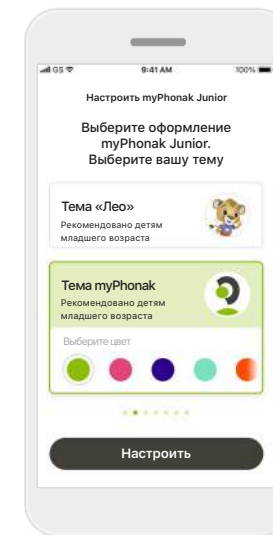 GS 9:41 AM 100%
Настроить myPhonak Junior
Выберите оформление
myPhonak Junior.
Выберите вашу тему
Тема «Лео»
Рекомендовано детям
младшего возраста
Тема myPhonak
Рекомендовано детям
младшего возраста
Выберите цвет
Настроить